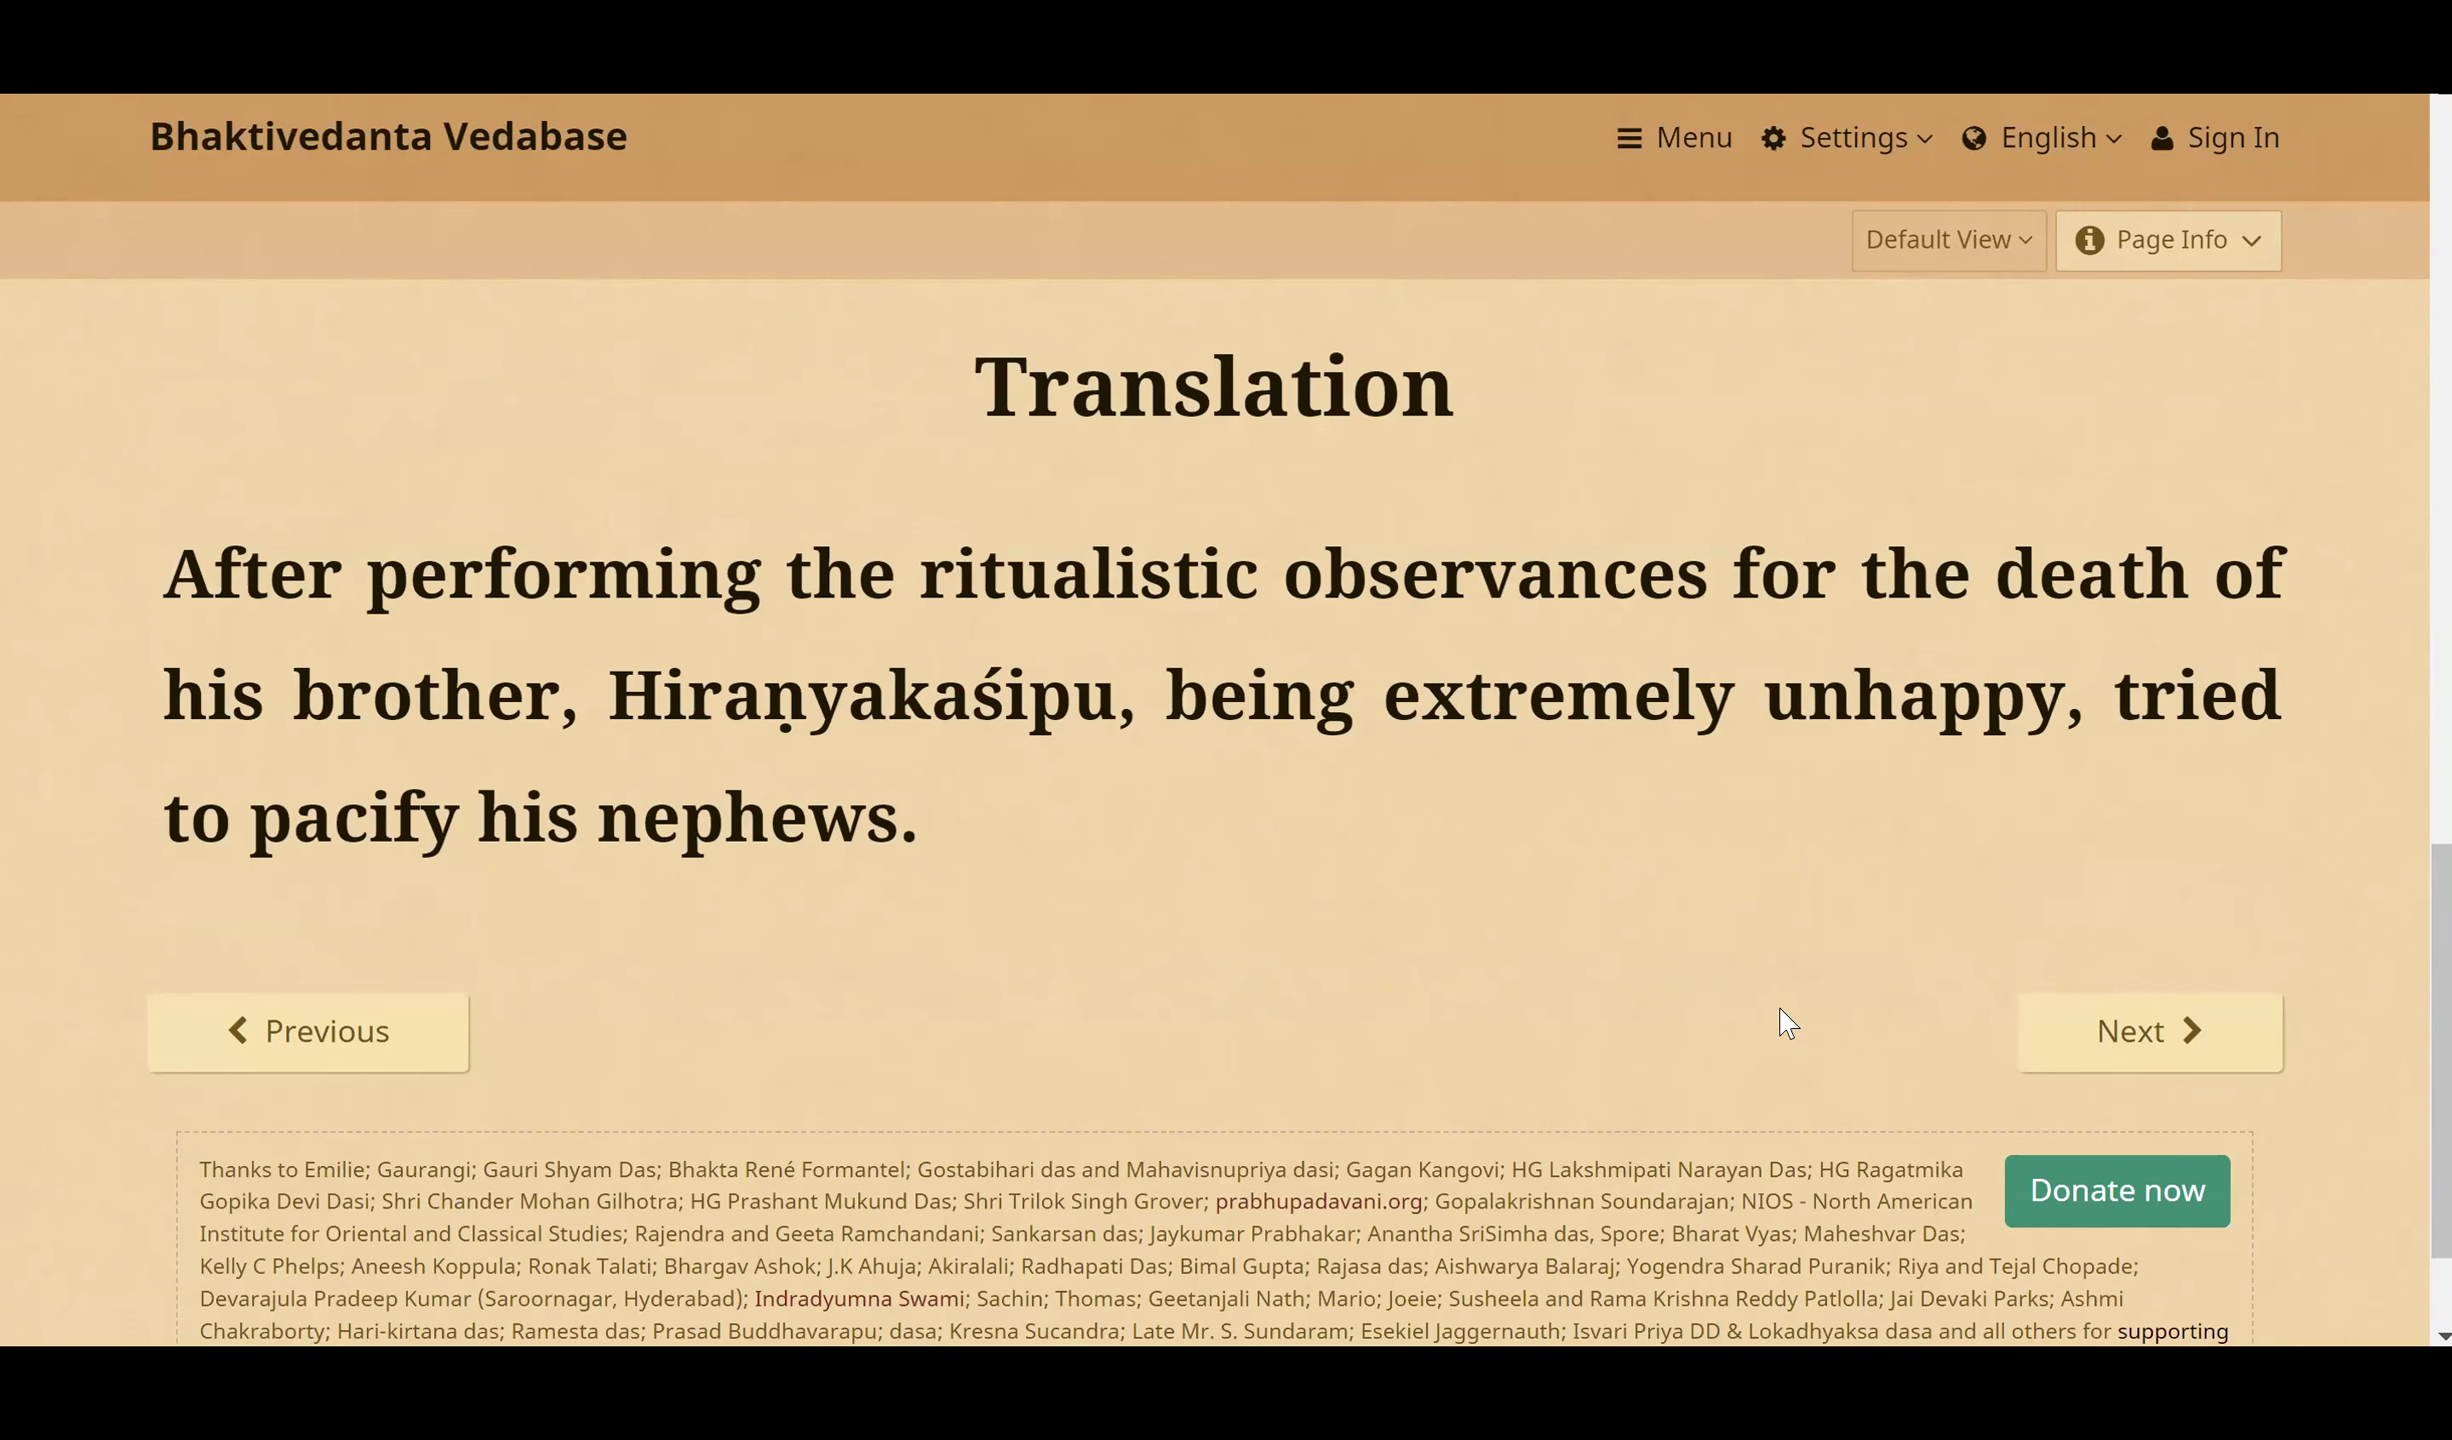 Bhaktivedanta Vedabase
Menu Settings English Sign In
Default View Page Info
Translation
After performing the ritualistic observances for the death of
his brother, Hiraṇyakaśipu, being extremely unhappy, tried
to pacify his nephews.
Previous
Next
Thanks to Emilie; Gaurangi; Gauri Shyam Das; Bhakta René Formantel; Gostabihari das and Mahavisnupriya dasi; Gagan Kangovi; HG Lakshmipati Narayan Das; HG Ragatmika
Gopika Devi Dasi; Shri Chander Mohan Gilhotra; HG Prashant Mukund Das; Shri Trilok Singh Grover; prabhupadavani.org; Gopalakrishnan Soundarajan; NIOS - North American
Institute for Oriental and Classical Studies; Rajendra and Geeta Ramchandani; Sankarsan das; Jaykumar Prabhakar; Anantha SriSimha das, Spore; Bharat Vyas; Maheshvar Das;
Kelly C Phelps; Aneesh Koppula; Ronak Talati; Bhargav Ashok; J.K Ahuja; Akiralali; Radhapati Das; Bimal Gupta; Rajasa das; Aishwarya Balaraj; Yogendra Sharad Puranik; Riya and Tejal Chopade;
Devarajula Pradeep Kumar (Saroornagar, Hyderabad); Indradyumna Swami; Sachin; Thomas; Geetanjali Nath; Mario; Joeie; Susheela and Rama Krishna Reddy Patlolla; Jai Devaki Parks; Ashmi
Chakraborty; Hari-kirtana das; Ramesta das; Prasad Buddhavarapu; dasa; Kresna Sucandra; Late Mr. S. Sundaram; Esekiel Jaggernauth; Isvari Priya DD & Lokadhyaksa dasa and all others for supporting
Donate now